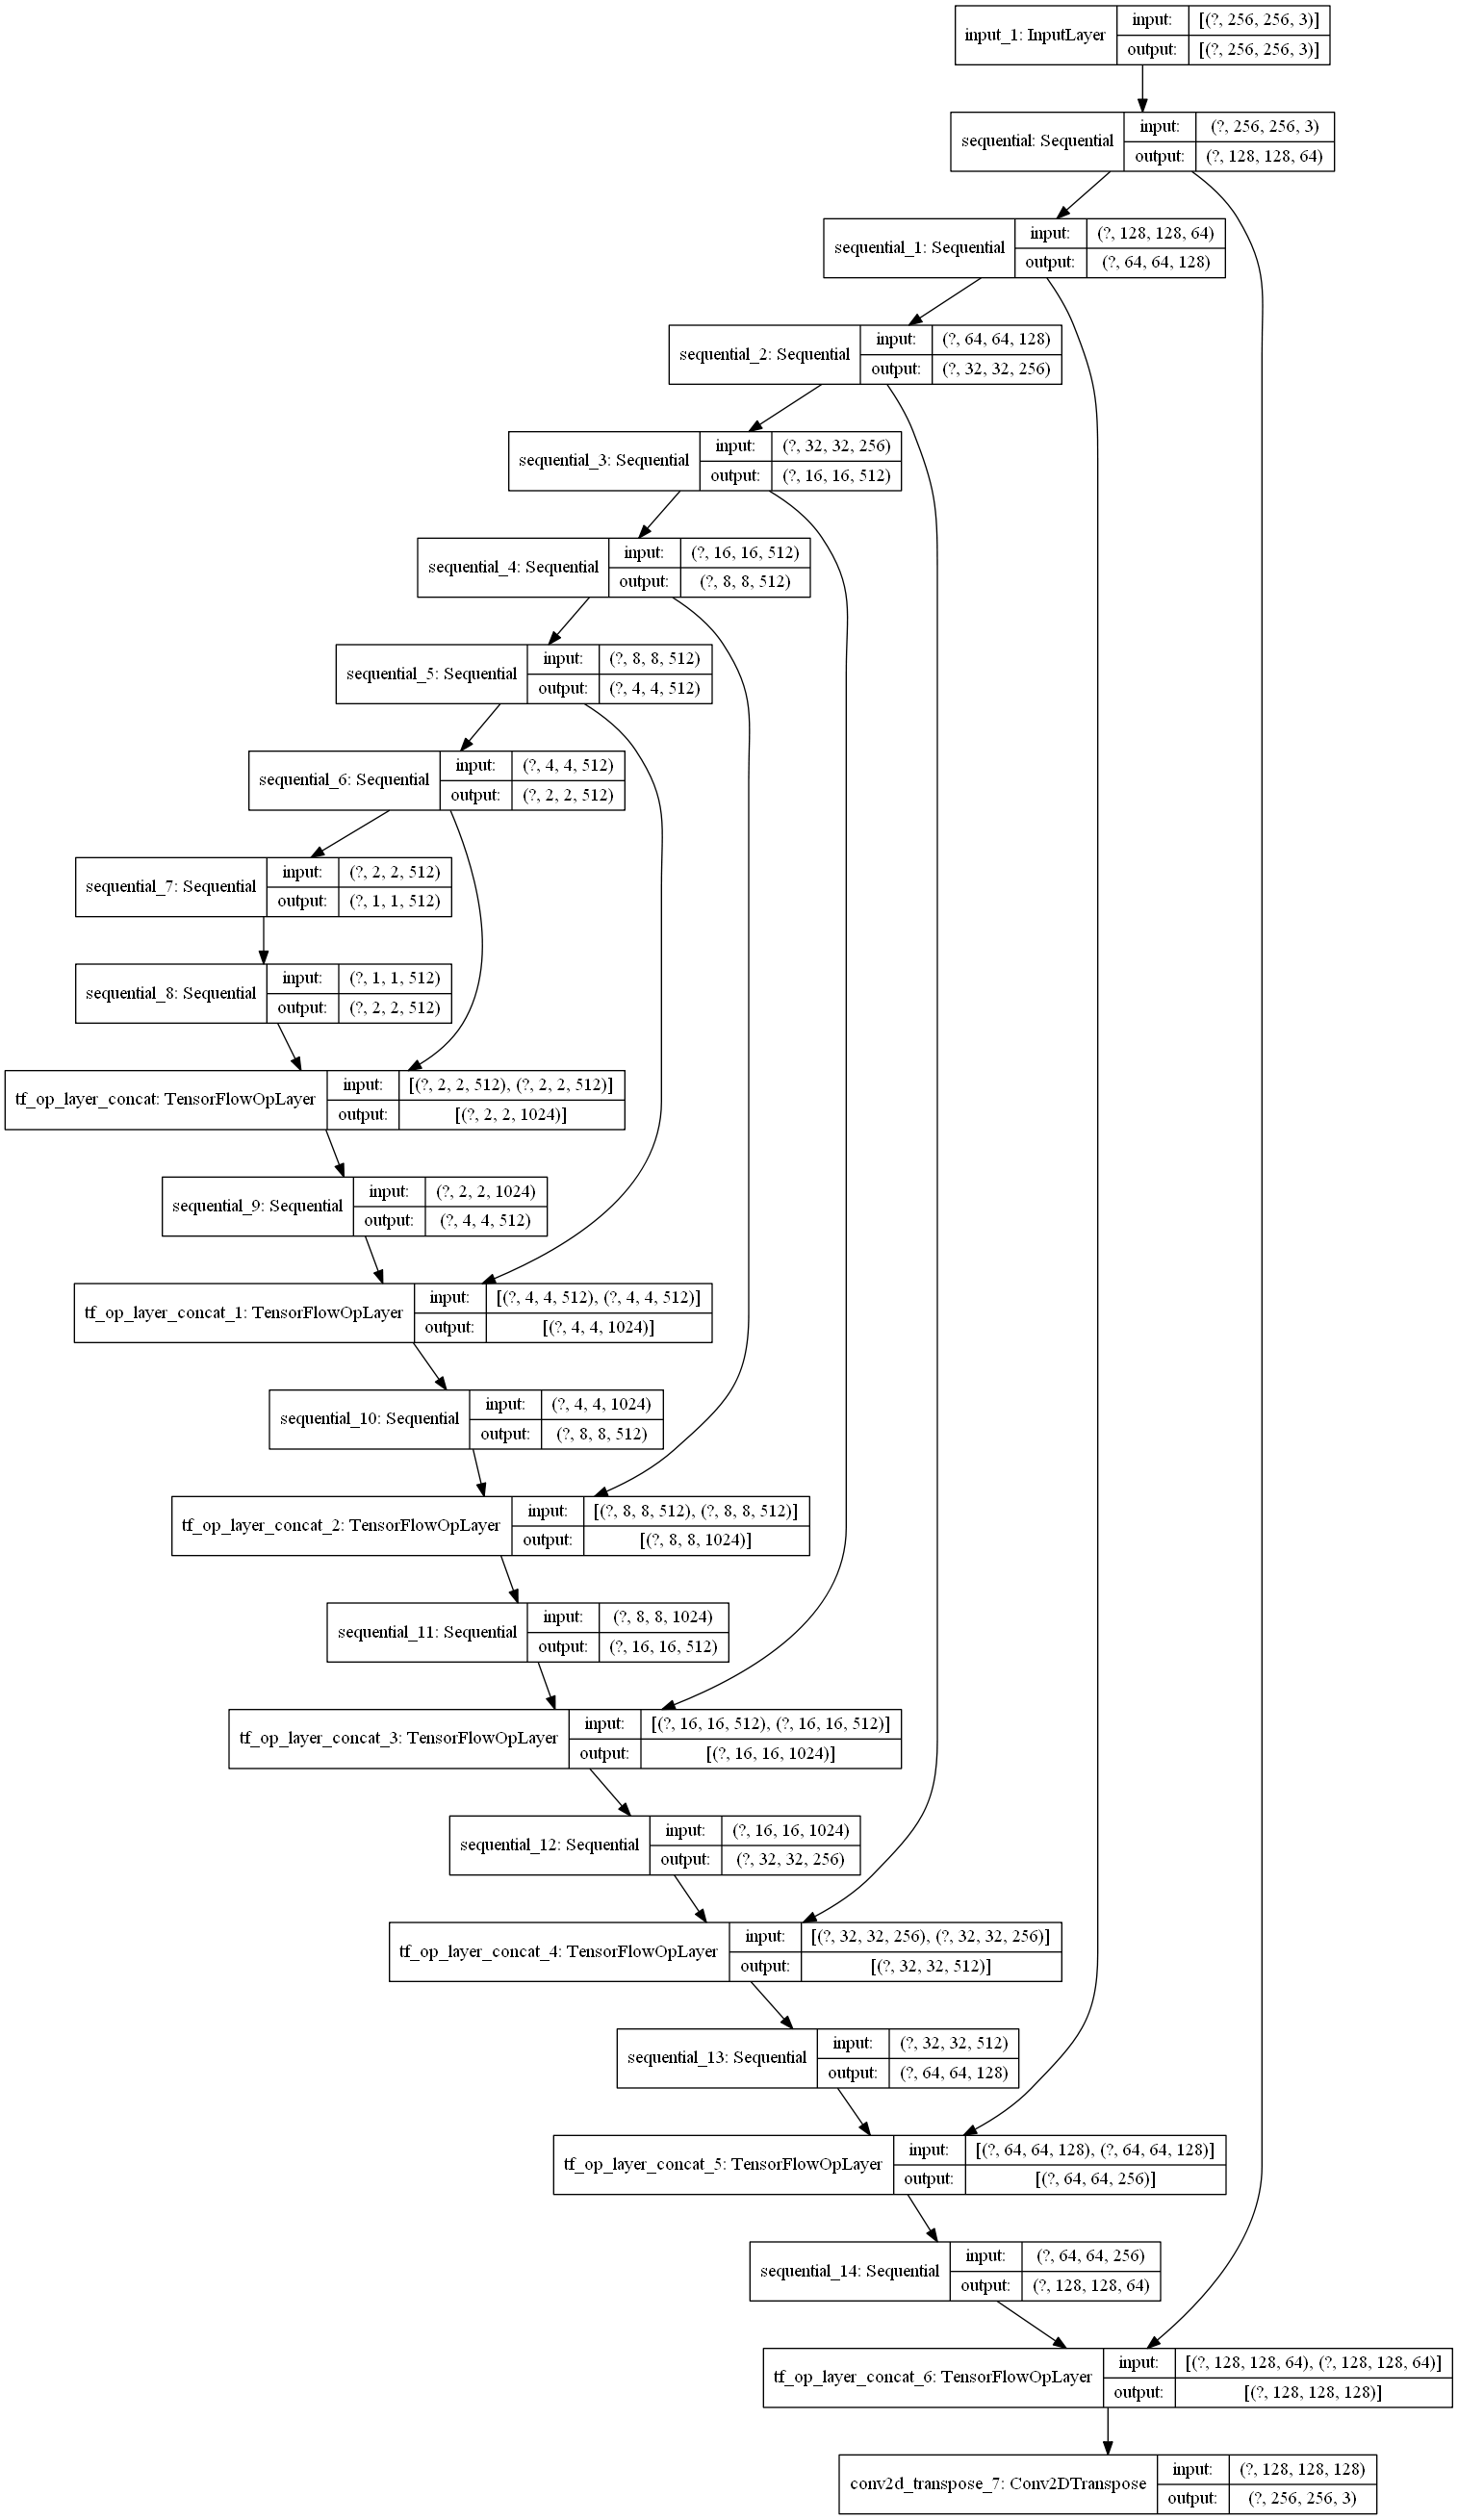 input_1: InputLayer
input: [(?, 256, 256, 3)]
output: [(?, 256, 256, 3)]
sequential: Sequential
input: (?, 256, 256, 3)
output: (?, 128, 128, 64)
sequential_1: Sequential
input: (?, 128, 128, 64)
output: (?, 64, 64, 128)
sequential_2: Sequential
input: (?, 64, 64, 128)
output: (?, 32, 32, 256)
sequential_3: Sequential
input: (?, 32, 32, 256)
output: (?, 16, 16, 512)
sequential_4: Sequential
input: (?, 16, 16, 512)
output: (?, 8, 8, 512)
sequential_5: Sequential
input: (?, 8, 8, 512)
output: (?, 4, 4, 512)
sequential_6: Sequential
input: (?, 4, 4, 512)
output: (?, 2, 2, 512)
sequential_7: Sequential
input: (?, 2, 2, 512)
output: (?, 1, 1, 512)
sequential_8: Sequential
input: (?, 1, 1, 512)
output: (?, 2, 2, 512)
tf_op_layer_concat: TensorFlowOpLayer
input: [(?, 2, 2, 512), (?, 2, 2, 512)]
output: [(?, 2, 2, 1024)]
sequential_9: Sequential
input: (?, 2, 2, 1024)
output: (?, 4, 4, 512)
tf_op_layer_concat_1: TensorFlowOpLayer
input: [(?, 4, 4, 512), (?, 4, 4, 512)]
output: [(?, 4, 4, 1024)]
sequential_10: Sequential
input: (?, 4, 4, 1024)
output: (?, 8, 8, 512)
tf_op_layer_concat_2: TensorFlowOpLayer
input: [(?, 8, 8, 512), (?, 8, 8, 512)]
output: [(?, 8, 8, 1024)]
sequential_11: Sequential
input: (?, 8, 8, 1024)
output: (?, 16, 16, 512)
tf_op_layer_concat_3: TensorFlowOpLayer
input: [(?, 16, 16, 512), (?, 16, 16, 512)]
output: [(?, 16, 16, 1024)]
sequential_12: Sequential
input: (?, 16, 16, 1024)
output: (?, 32, 32, 256)
tf_op_layer_concat_4: TensorFlowOpLayer
input: [(?, 32, 32, 256), (?, 32, 32, 256)]
output: [(?, 32, 32, 512)]
sequential_13: Sequential
input: (?, 32, 32, 512)
output: (?, 64, 64, 128)
tf_op_layer_concat_5: TensorFlowOpLayer
input: [(?, 64, 64, 128), (?, 64, 64, 128)]
output: [(?, 64, 64, 256)]
sequential_14: Sequential
input: (?, 64, 64, 256)
output: (?, 128, 128, 64)
tf_op_layer_concat_6: TensorFlowOpLayer
input: [(?, 128, 128, 64), (?, 128, 128, 64)]
output: [(?, 128, 128, 128)]
conv2d_transpose_7: Conv2DTranspose
input: (?, 128, 128, 128)
output: (?, 256, 256, 3)